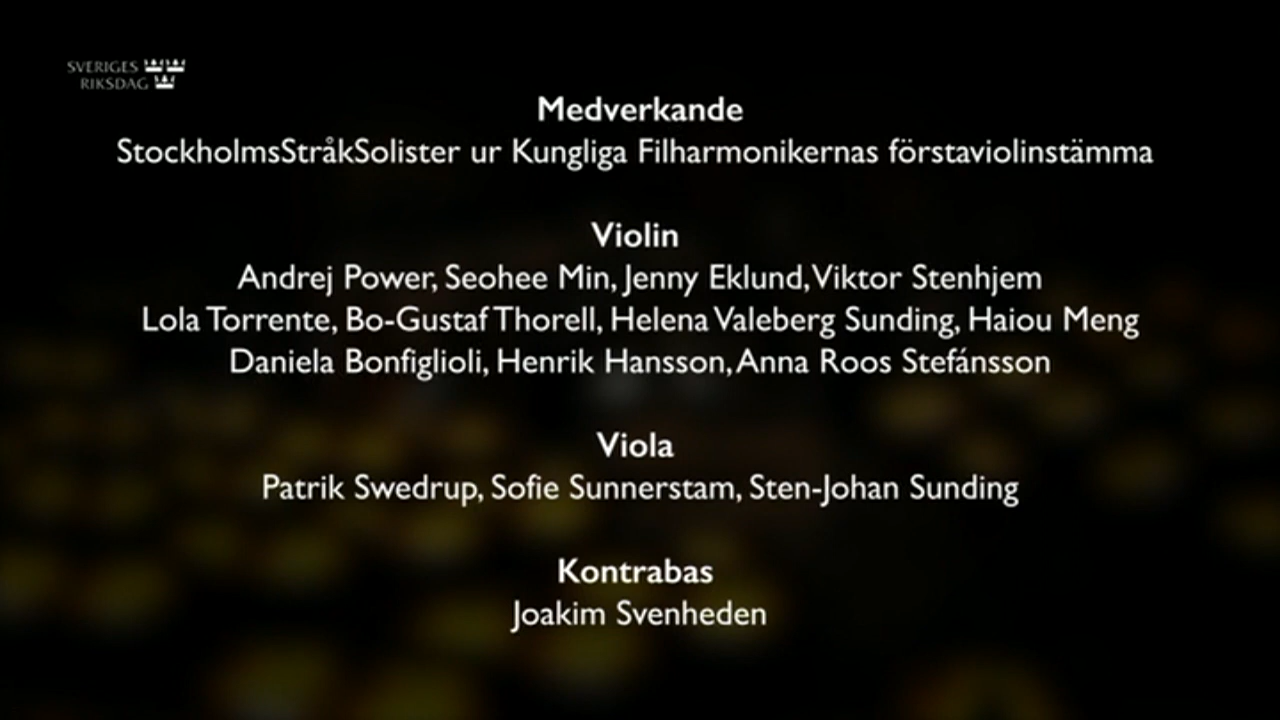 SVERIGES
RIKSDAG
Medverkande
StockholmsStråkSolister ur Kungliga Filharmonikernas förstaviolinstämma
Violin
Andrej Power, Seohee Min, Jenny Eklund, Viktor Stenhjem
Lola Torrente, Bo-Gustaf Thorell, Helena Valeberg Sunding, Haiou Meng
Daniela Bonfiglioli, Henrik Hansson, Anna Roos Stefánsson
Viola
Patrik Swedrup, Sofie Sunnerstam, Sten-Johan Sunding
Kontrabas
Joakim Svenheden